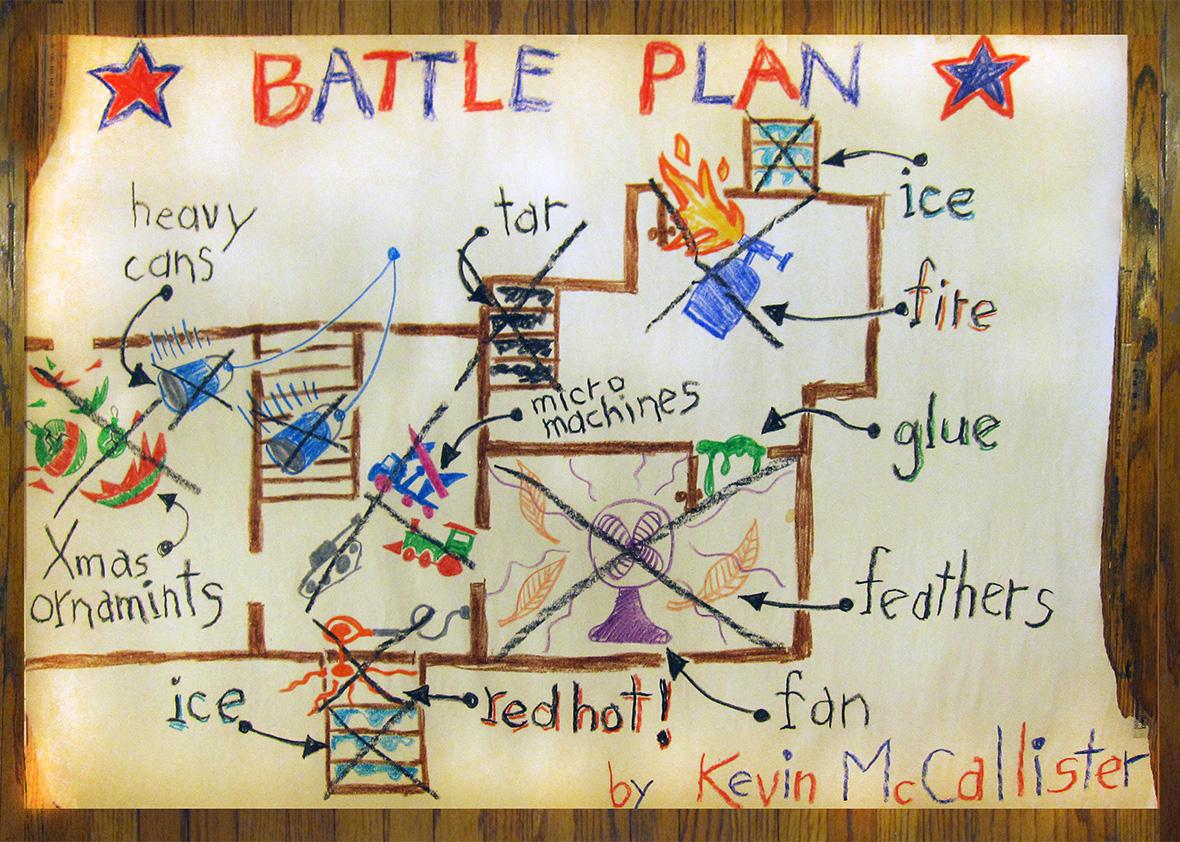 BATTLE PLAN
heavy
cans
tar
ice
fire
micro
machines
glue
Xmas
ornamints
feathers
ice
red hot!
fan
by Kevin McCallister